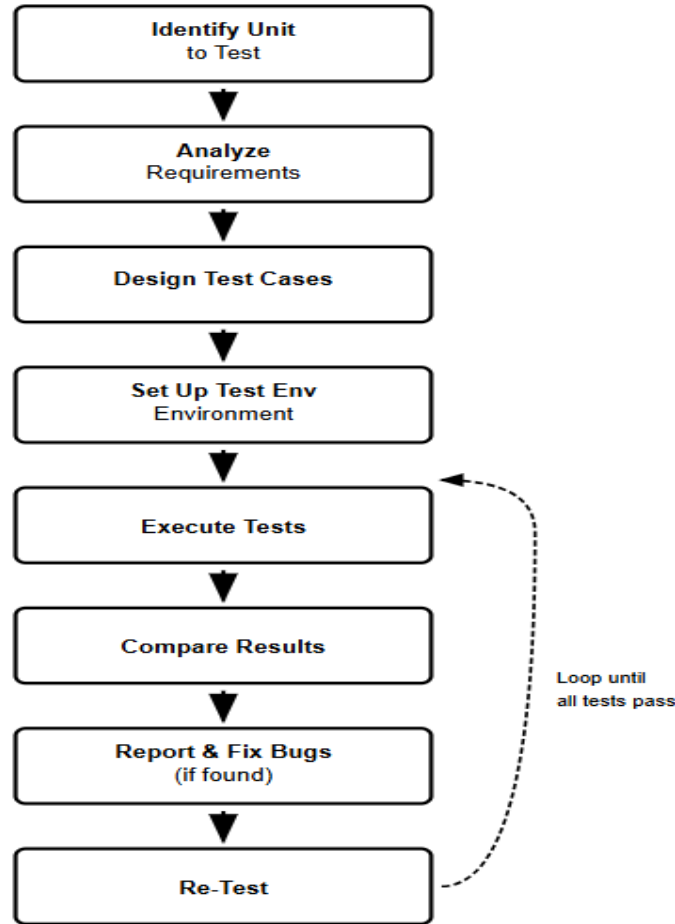 Identify Unit
to Test
Analyze
Requirements
Design Test Cases
Set Up Test Env
Environment
Execute Tests
Compare Results
Report & Fix Bugs
(if found)
Re-Test
Loop until
all tests pass